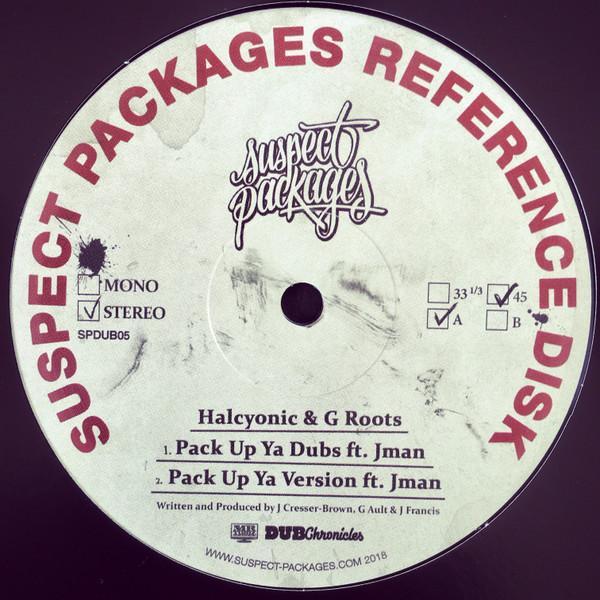 SUSPECT PACKAGES REFERENCE DISK
suspect
packages
MONO
STEREO
SPDUB05
33 1/3 45
A B
Halcyonic & G Roots
1. Pack Up Ya Dubs ft. Jman
2. Pack Up Ya Version ft. Jman
Written and Produced by J Cresser-Brown, G Ault & J Francis
DUBChronicles
WWW.SUSPECT-PACKAGES.COM 2018